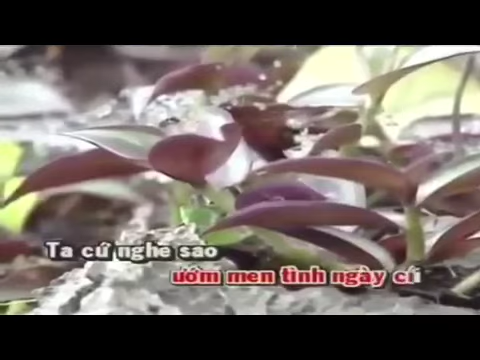 Ta cứ nghe sao
ướm men tình ngày cũ